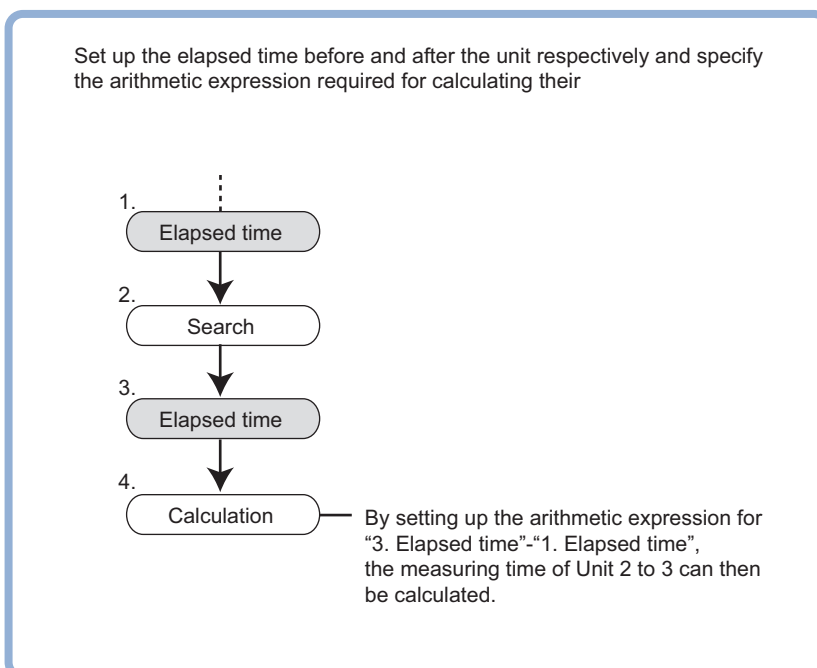 Set up the elapsed time before and after the unit respectively and specify
the arithmetic expression required for calculating their
1.
Elapsed time
2.
Search
3.
Elapsed time
4.
Calculation
By setting up the arithmetic expression for
“3. Elapsed time”-“1. Elapsed time”,
the measuring time of Unit 2 to 3 can then
be calculated.